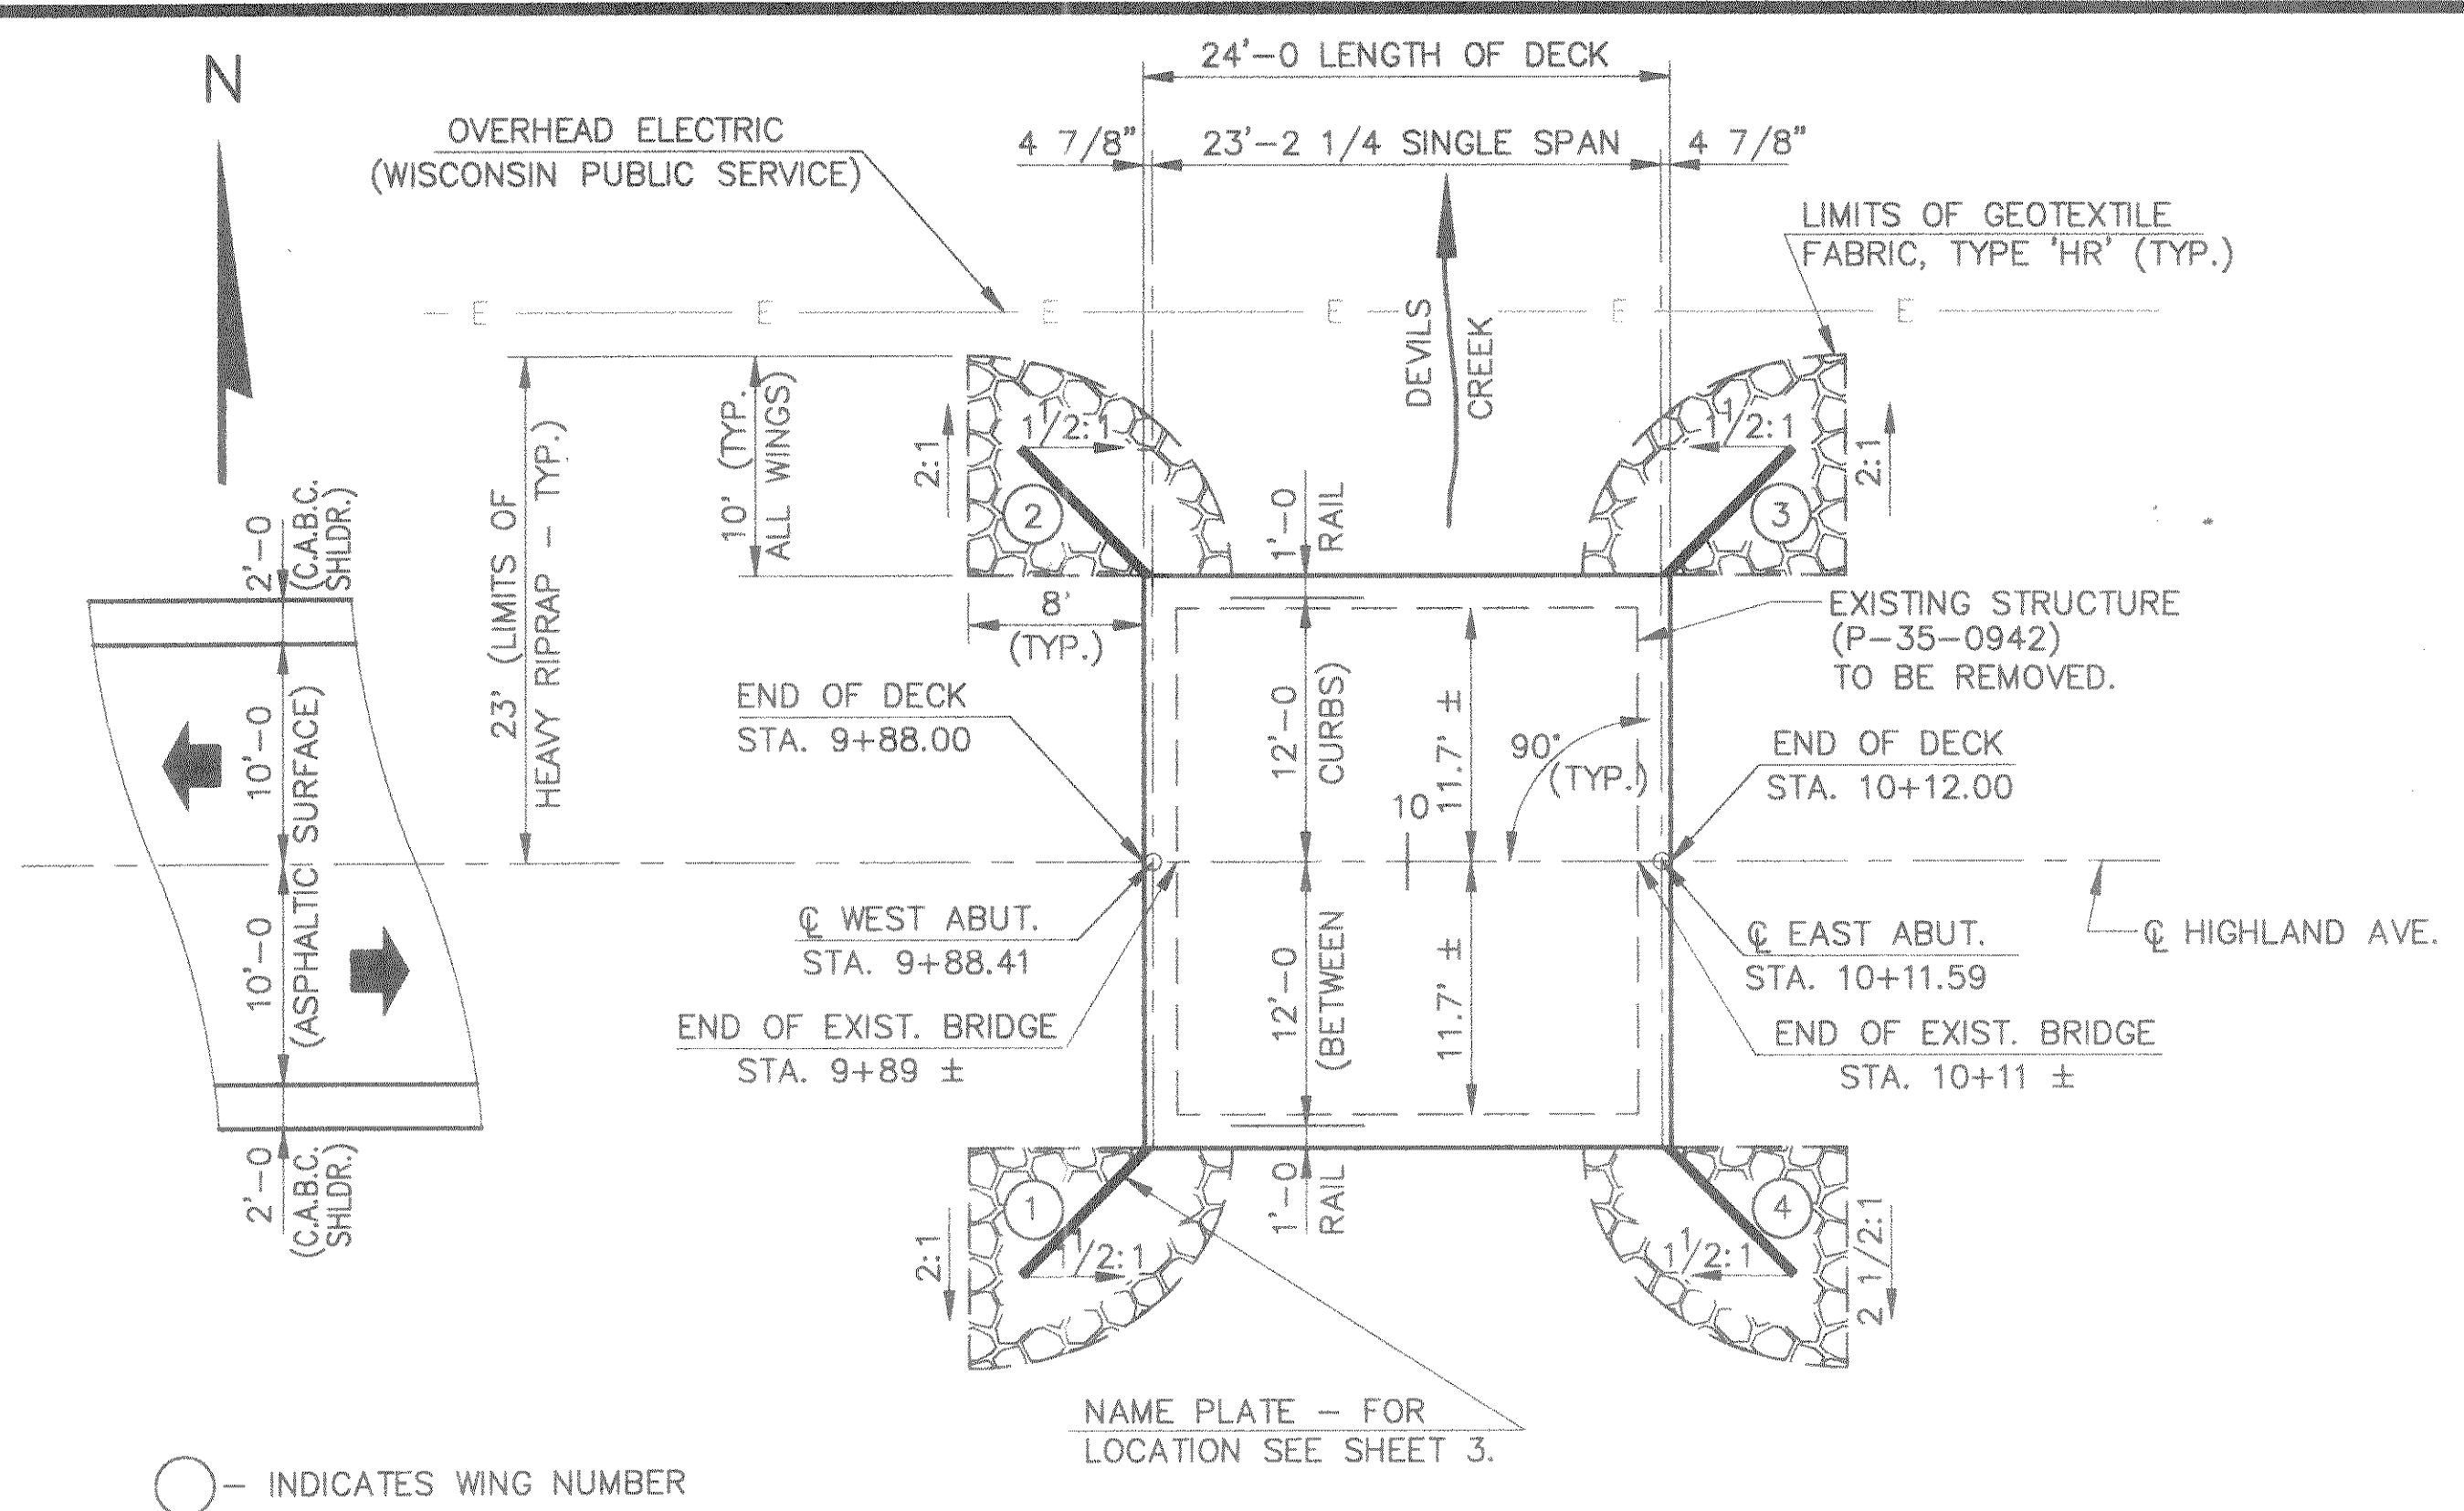 N
24'-0 LENGTH OF DECK
OVERHEAD ELECTRIC
(WISCONSIN PUBLIC SERVICE)
4 7/8" 23'-2 1/4 SINGLE SPAN 4 7/8"
LIMITS OF GEOTEXTILE
FABRIC, TYPE 'HR' (TYP.)
E E E E E E
DEVILS
CREEK
2'-0
(C.A.B.C.
SHLDR.)
10'-0
10'-0
(ASPHALTIC SURFACE)
2'-0
(C.A.B.C.
SHLDR.)
23' (LIMITS OF
HEAVY RIPRAP - TYP.)
10' (TYP.
ALL WINGS)
2:1
1 1/2:1
2
8'
(TYP.)
1'-0
RAIL
1 1/2:1
3
2:1
EXISTING STRUCTURE
(P-35-0942)
TO BE REMOVED.
END OF DECK
STA. 9+88.00
12'-0
12'-0
(BETWEEN CURBS)
11.7' ±
11.7' ±
10
90°
(TYP.)
END OF DECK
STA. 10+12.00
℄ WEST ABUT.
STA. 9+88.41
END OF EXIST. BRIDGE
STA. 9+89 ±
℄ EAST ABUT.
STA. 10+11.59
℄ HIGHLAND AVE.
END OF EXIST. BRIDGE
STA. 10+11 ±
2:1
1
1 1/2:1
1'-0
RAIL
1 1/2:1
4
2 1/2:1
NAME PLATE - FOR
LOCATION SEE SHEET 3.
- INDICATES WING NUMBER